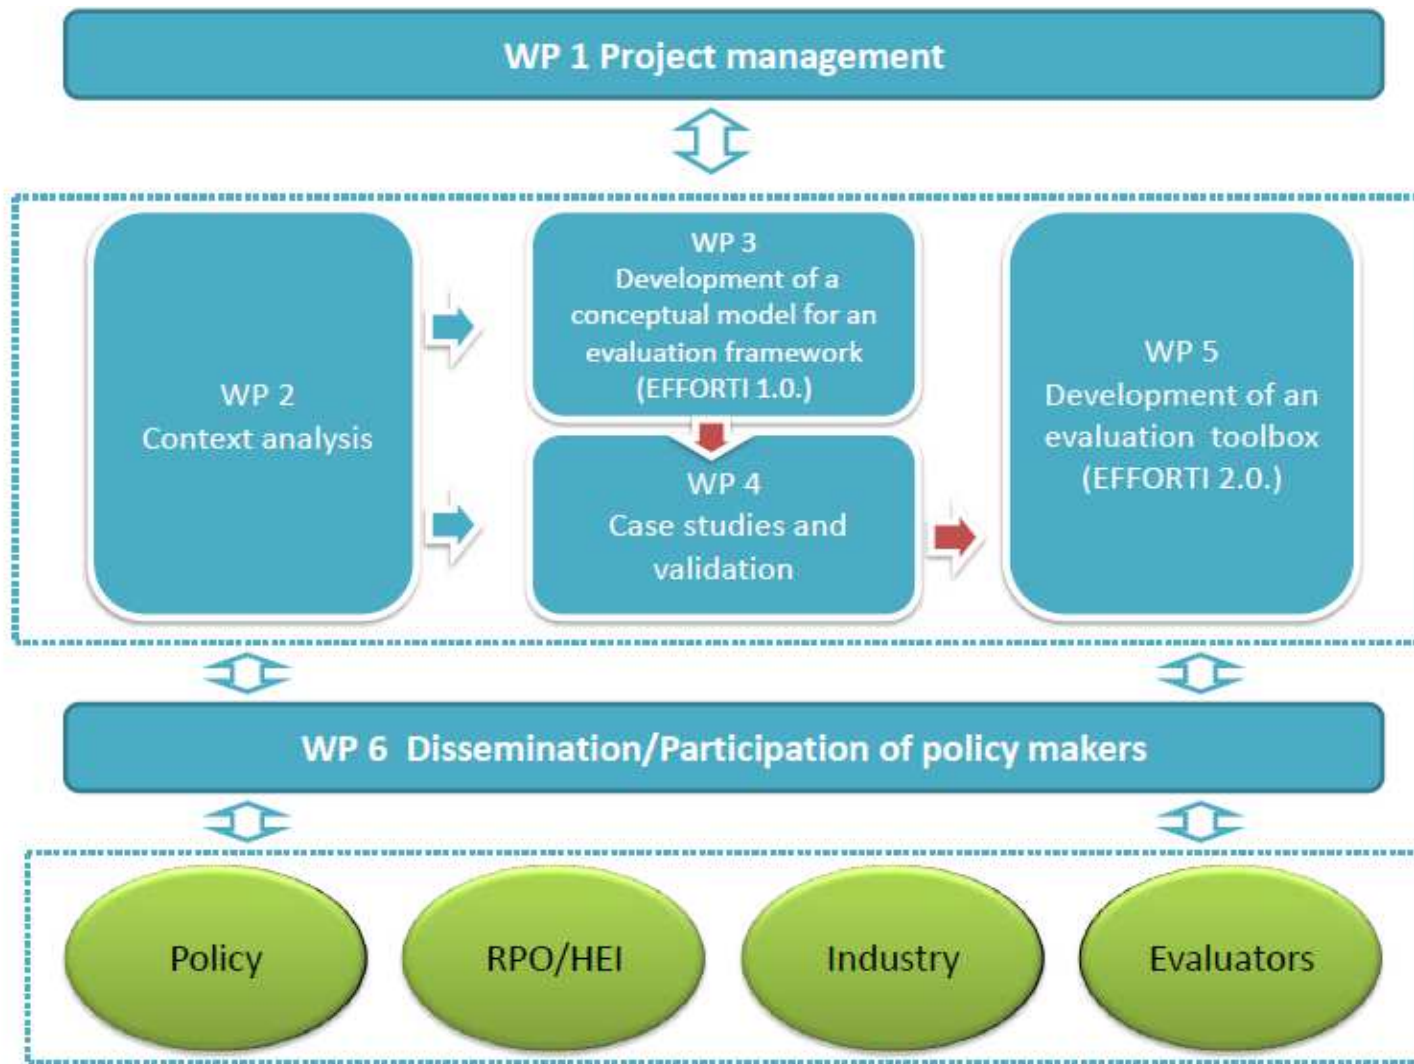 WP 1 Project management
WP 2
Context analysis
WP 3
Development of a
conceptual model for an
evaluation framework
(EFFORTI 1.0.)
WP 4
Case studies and
validation
WP 5
Development of an
evaluation toolbox
(EFFORTI 2.0.)
WP 6 Dissemination/Participation of policy makers
Policy
RPO/HEI
Industry
Evaluators